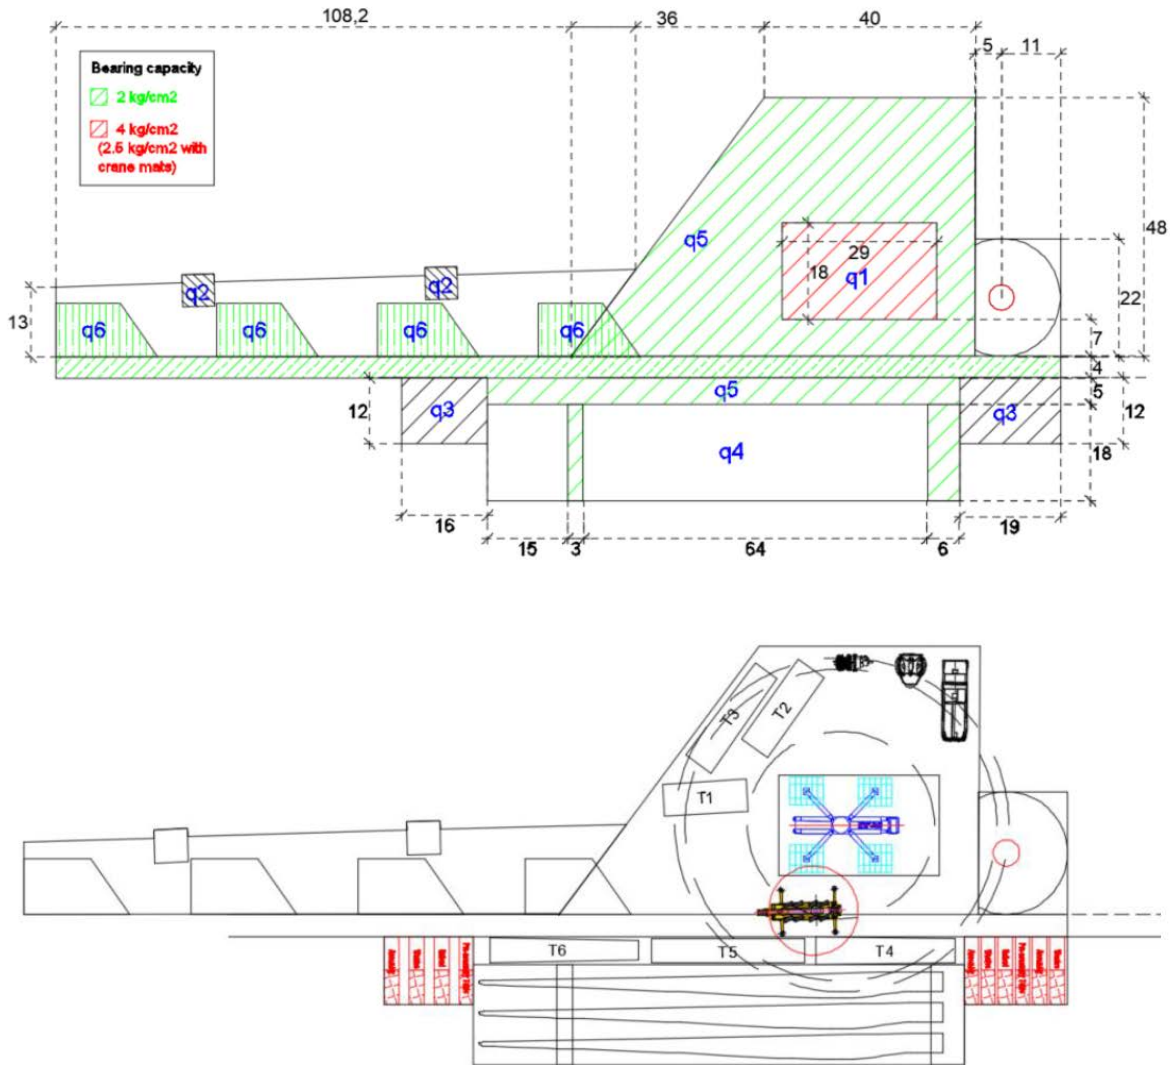 108,2
36
40
5
11
Bearing capacity
2 kg/cm2
4 kg/cm2
(2.5 kg/cm2 with
crane mats)
48
q5
29
18
q1
q2
q2
22
13
q6
q6
q6
q6
7
4
q5
5
12
q3
q3
12
q4
18
16
19
15
3
64
6
T3
T2
T1
T6
T5
T4